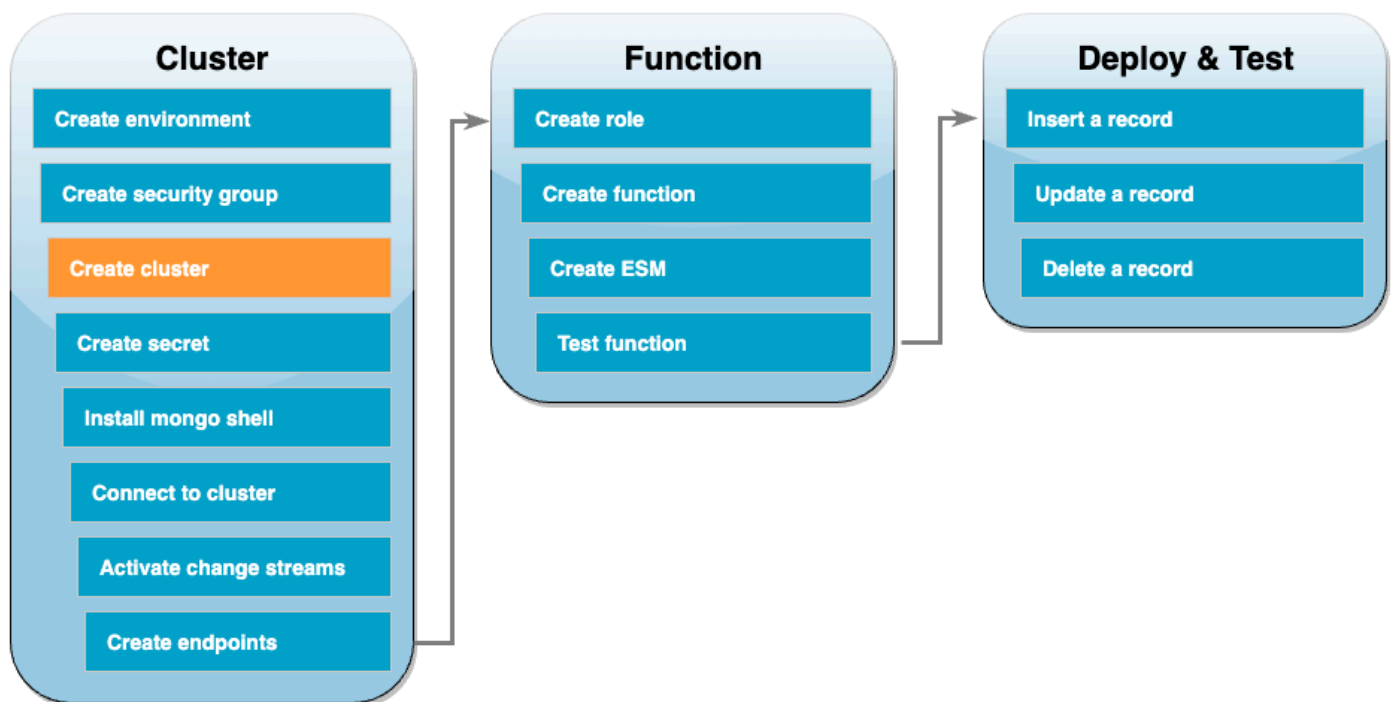 Cluster
Create environment
Create security group
Create cluster
Create secret
Install mongo shell
Connect to cluster
Activate change streams
Create endpoints
Function
Create role
Create function
Create ESM
Test function
Deploy & Test
Insert a record
Update a record
Delete a record